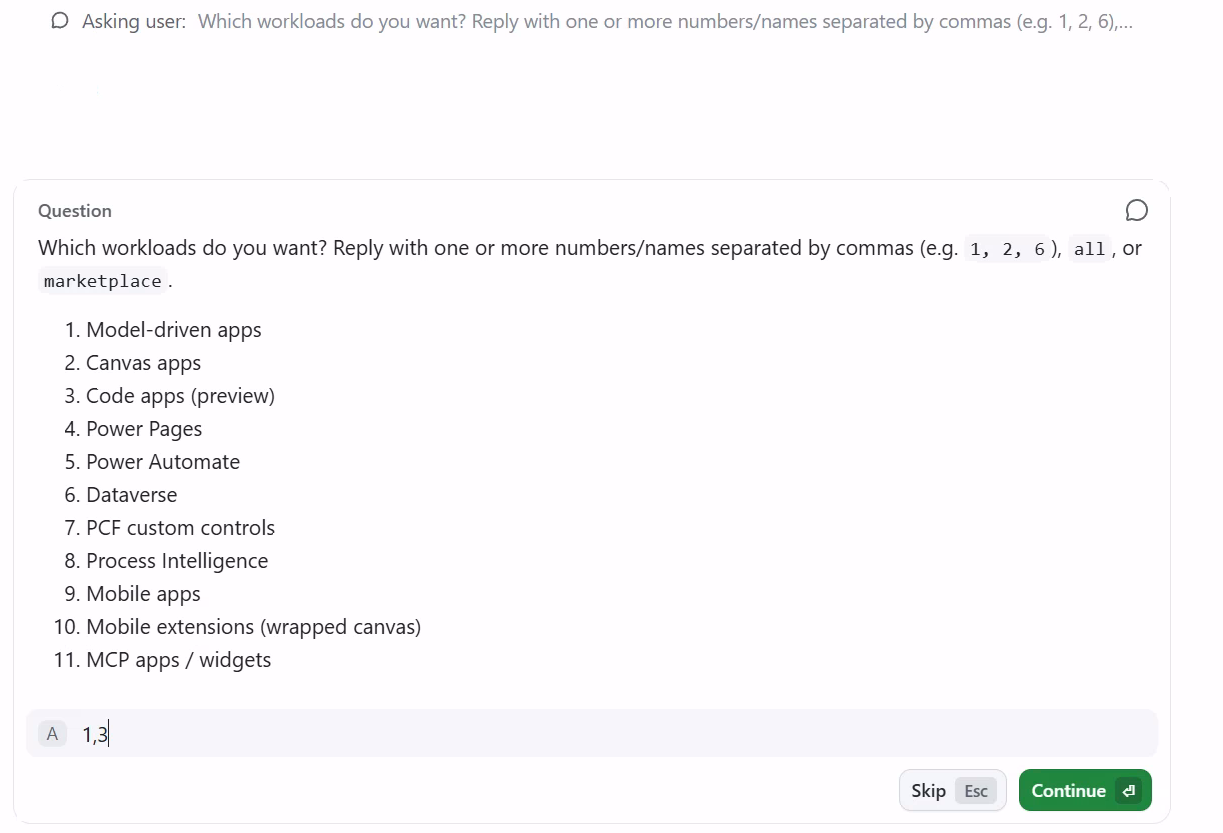 Asking user: Which workloads do you want? Reply with one or more numbers/names separated by commas (e.g. 1, 2, 6),...
Question
Which workloads do you want? Reply with one or more numbers/names separated by commas (e.g. 1, 2, 6), all, or
marketplace.
1. Model-driven apps
2. Canvas apps
3. Code apps (preview)
4. Power Pages
5. Power Automate
6. Dataverse
7. PCF custom controls
8. Process Intelligence
9. Mobile apps
10. Mobile extensions (wrapped canvas)
11. MCP apps / widgets
A 1,3
Skip Esc Continue